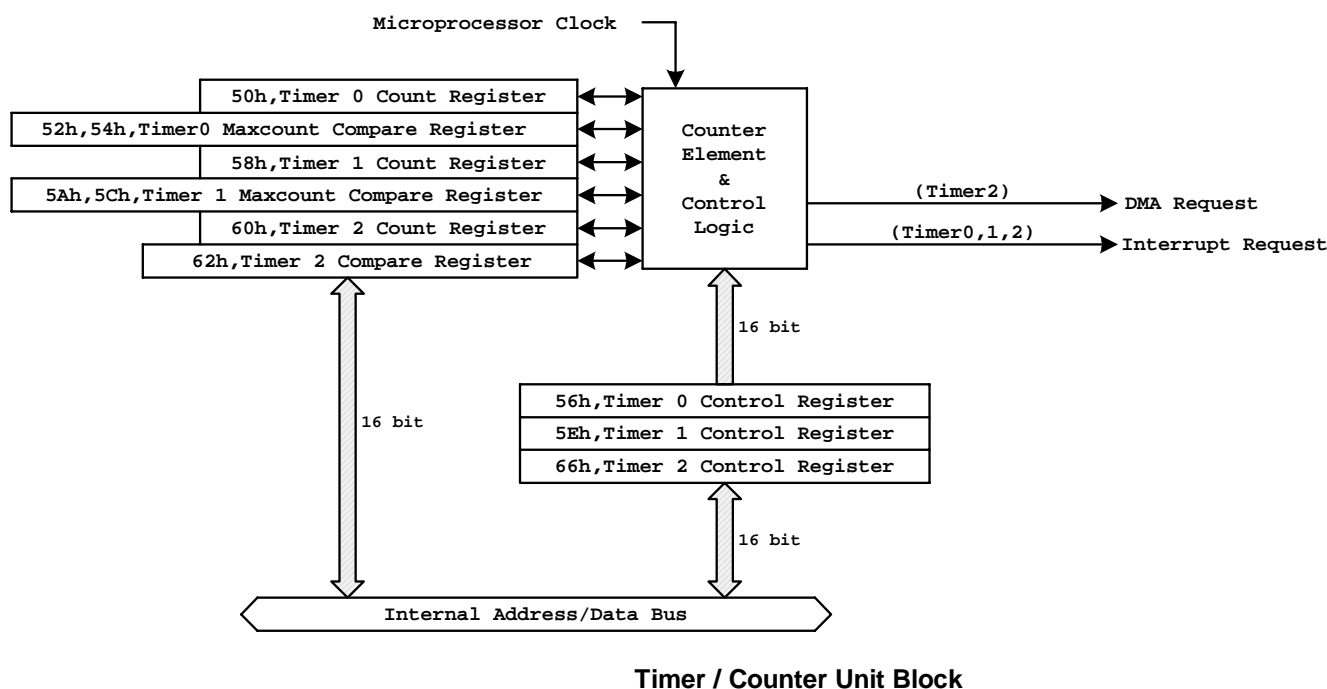 Microprocessor Clock
50h,Timer 0 Count Register
52h,54h,Timer0 Maxcount Compare Register
58h,Timer 1 Count Register
5Ah,5Ch,Timer 1 Maxcount Compare Register
60h,Timer 2 Count Register
62h,Timer 2 Compare Register
Counter
Element
&
Control
Logic
(Timer2)
DMA Request
(Timer0,1,2)
Interrupt Request
16 bit
56h,Timer 0 Control Register
5Eh,Timer 1 Control Register
66h,Timer 2 Control Register
16 bit
16 bit
Internal Address/Data Bus
Timer / Counter Unit Block